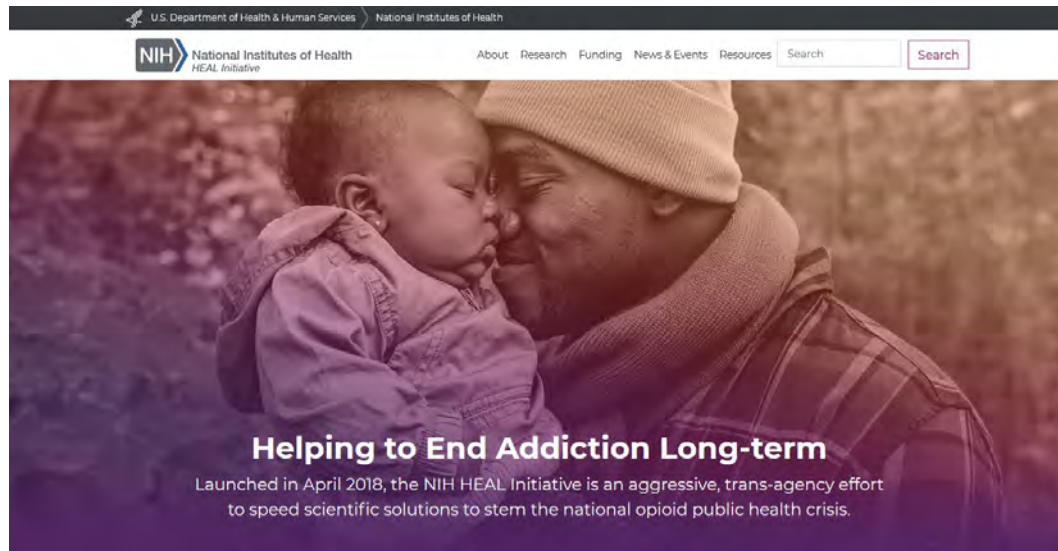 U.S. Department of Health & Human Services National Institutes of Health
NIH National Institutes of Health
HEAL Initiative
About Research Funding News & Events Resources Search Search
Helping to End Addiction Long-term
Launched in April 2018, the NIH HEAL Initiative is an aggressive, trans-agency effort
to speed scientific solutions to stem the national opioid public health crisis.